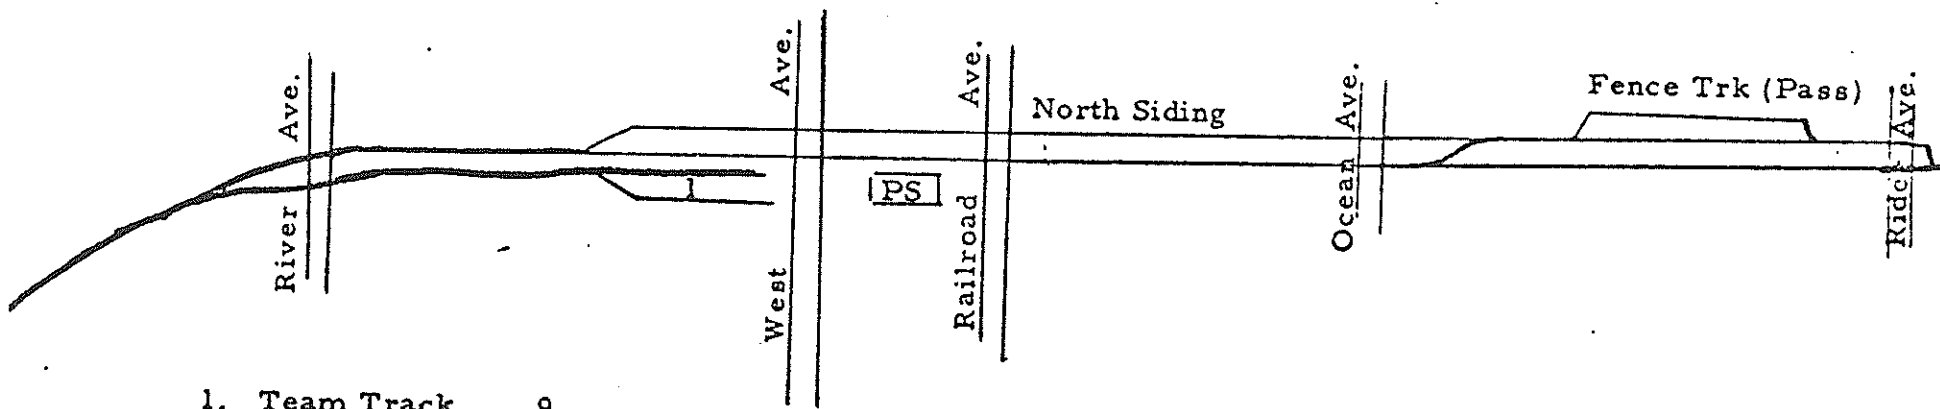 River Ave.
West Ave.
Railroad Ave.
North Siding
Ocean Ave.
Fence Trk (Pass)
Ave.
1
PS
1. Team Track 9